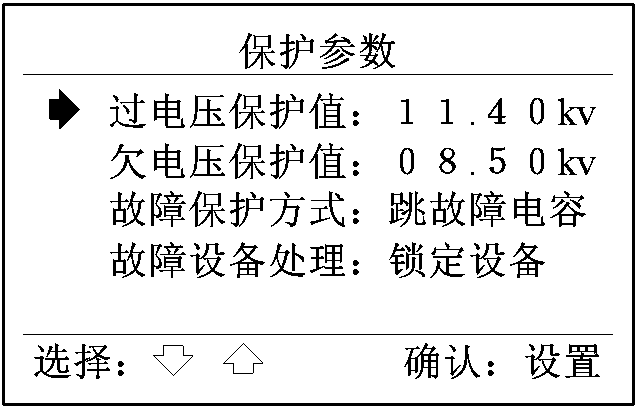 保护参数
过电压保护值：11.40kv
欠电压保护值：08.50kv
故障保护方式：跳故障电容
故障设备处理：锁定设备
选择： 确认：设置